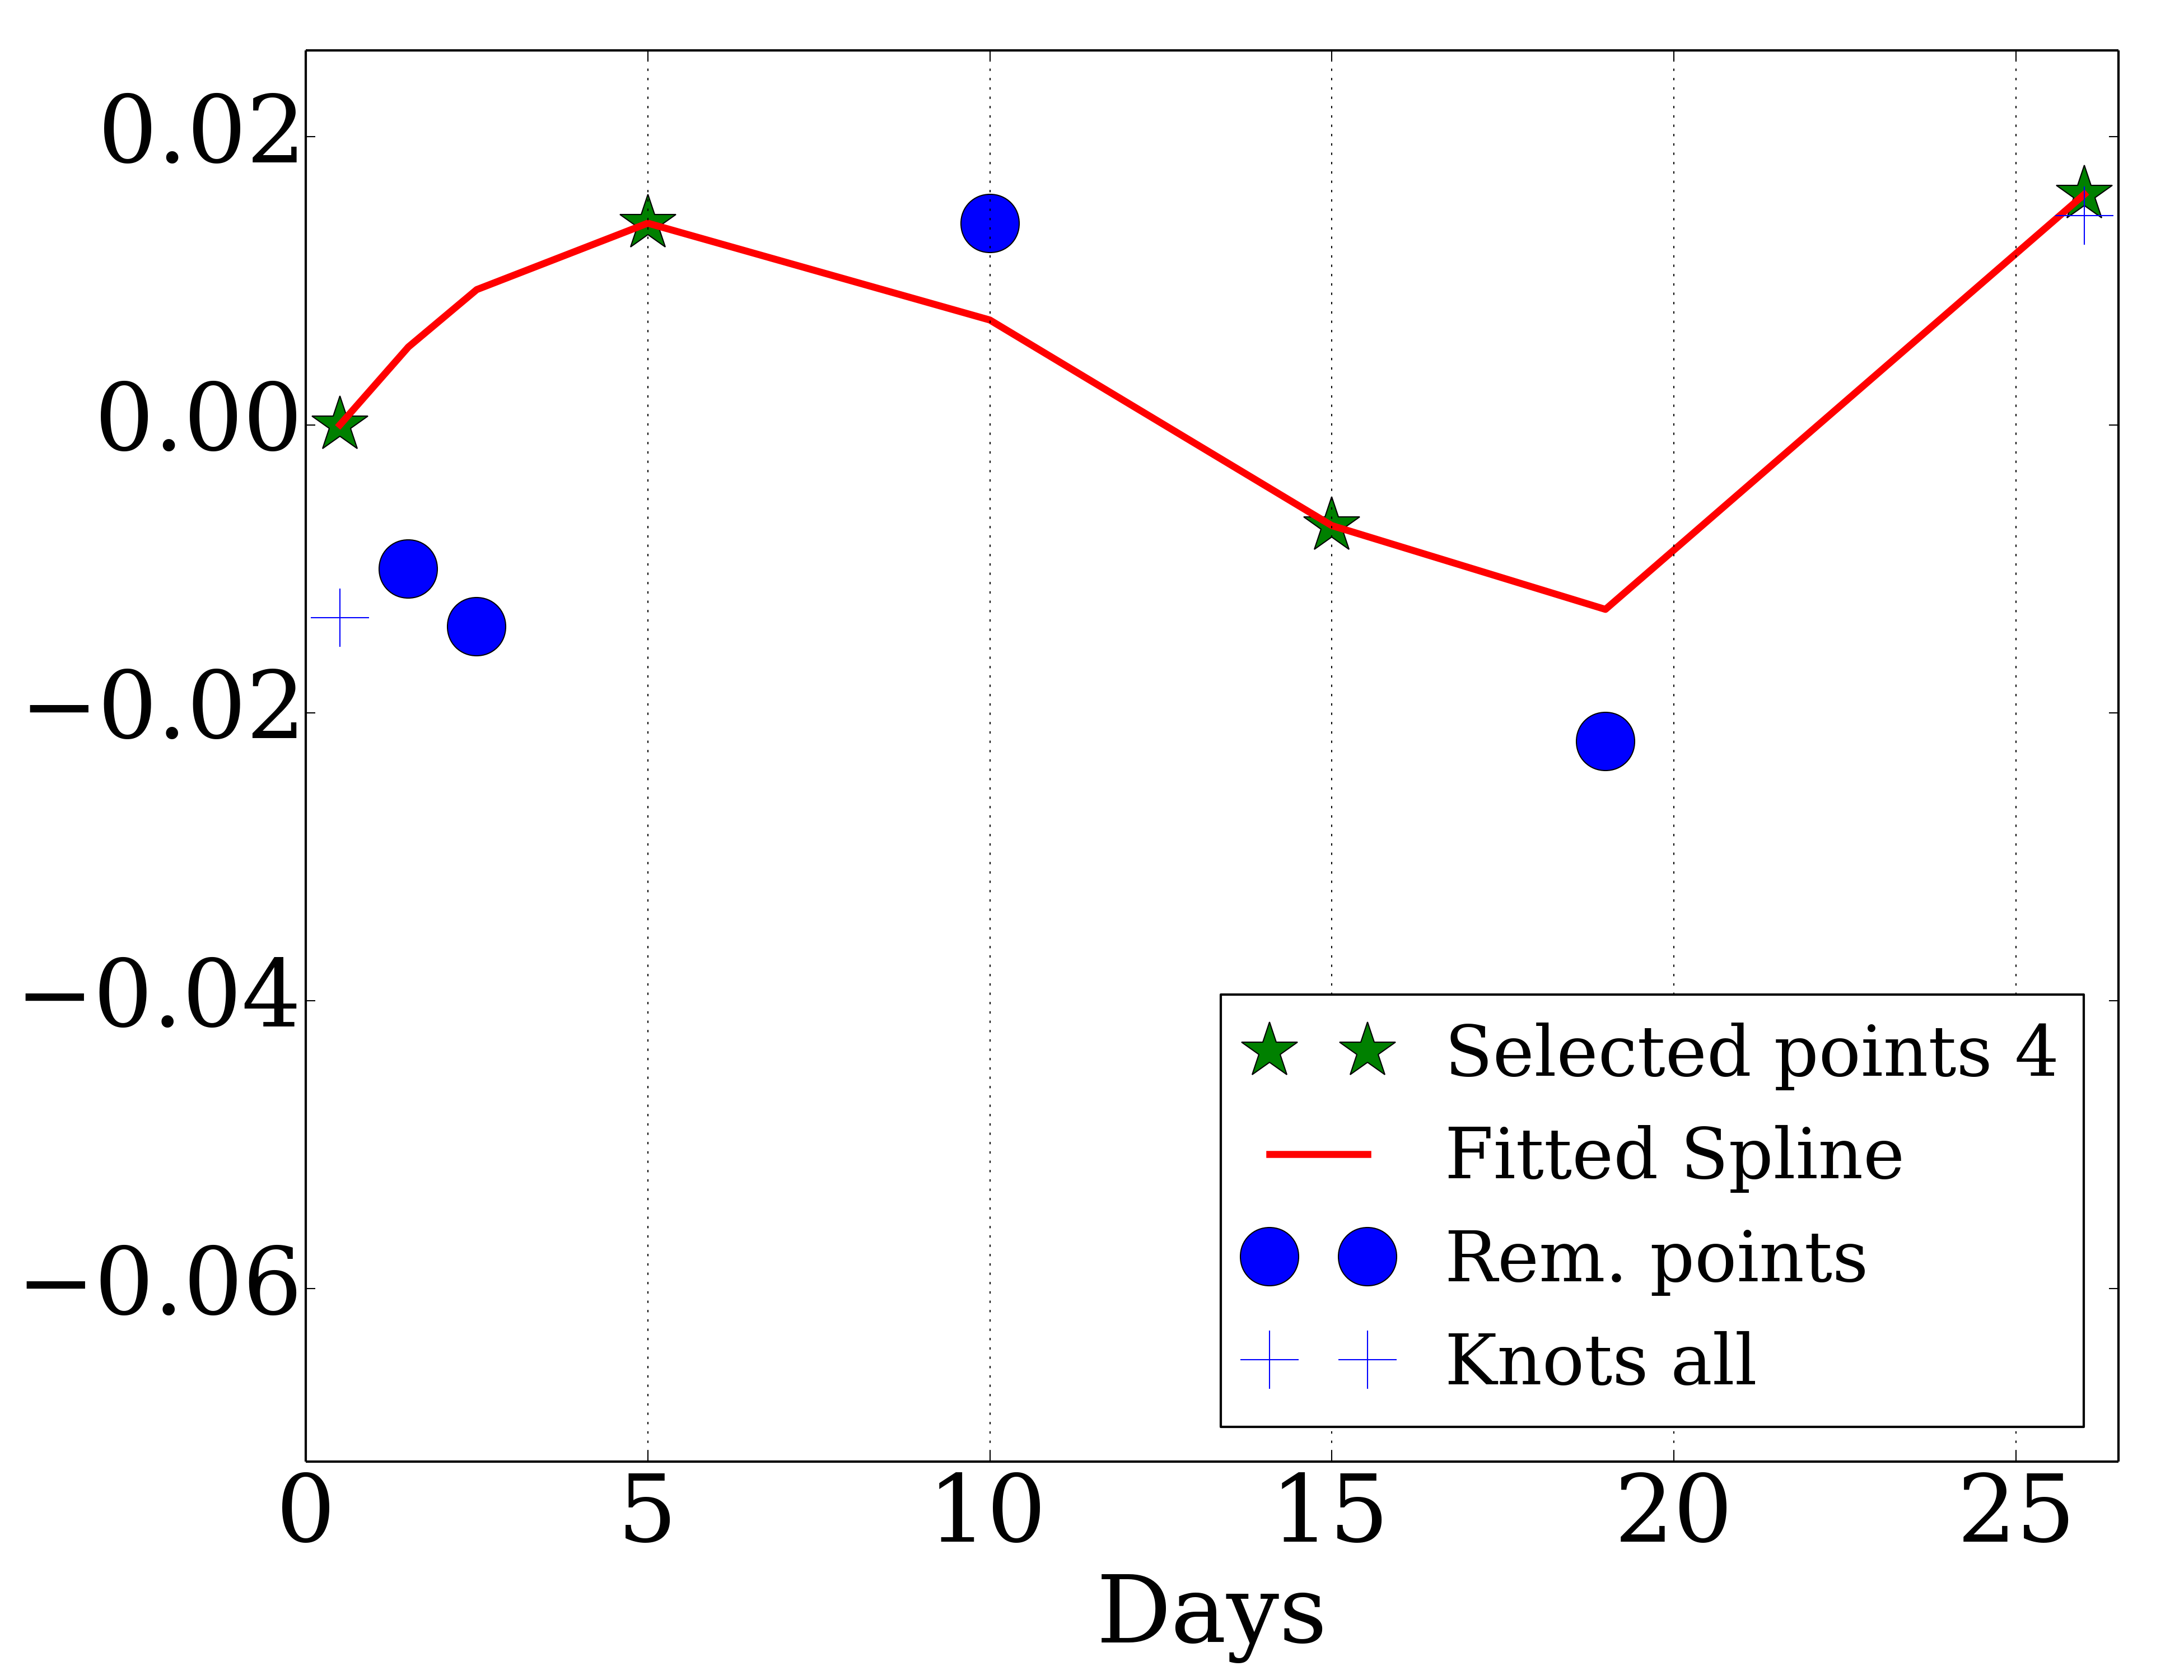 0.02
0.00
−0.02
−0.04
−0.06
Selected points 4
Fitted Spline
Rem. points
Knots all
0 5 10 15 20 25
Days